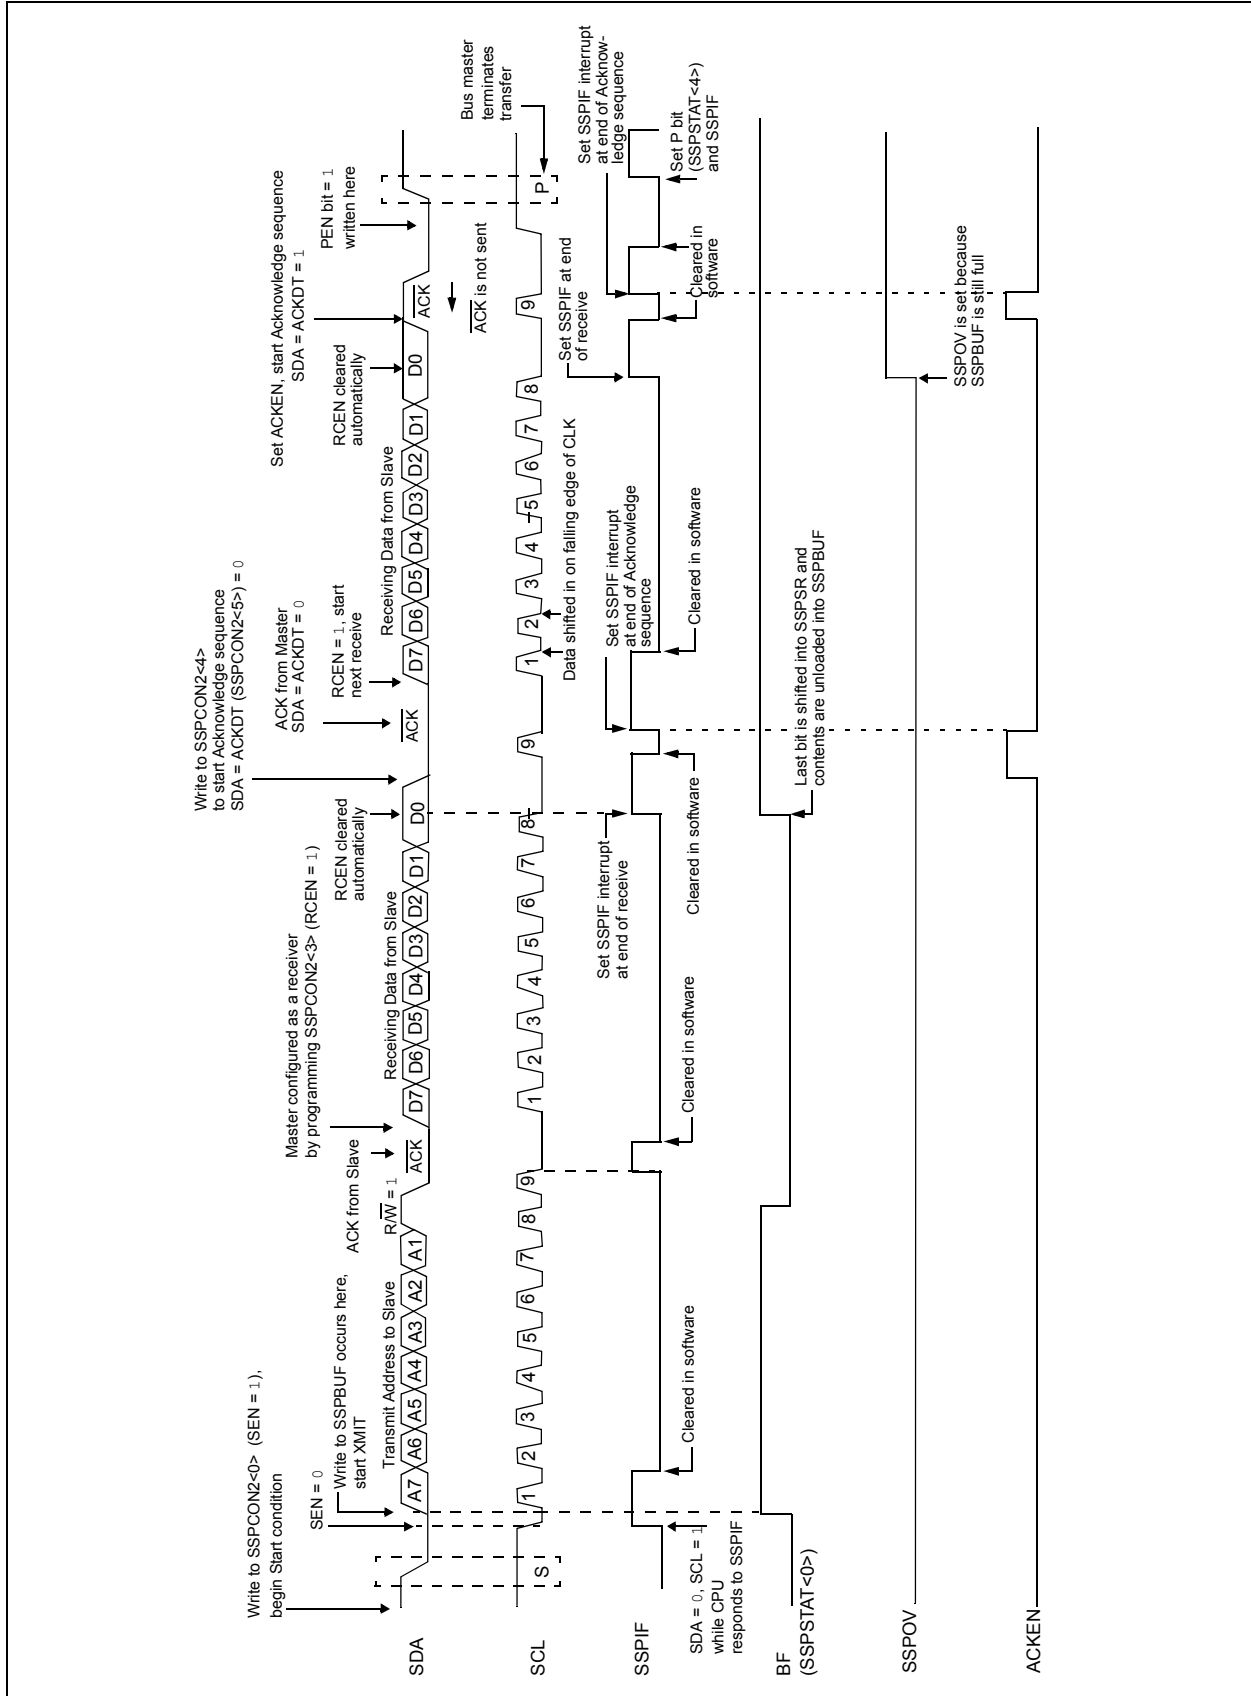 Write to SSPCON2<0> (SEN = 1),
begin Start condition
SEN = 0
Write to SSPBUF occurs here,
start XMIT
Transmit Address to Slave
ACK from Slave
R/W = 1
Master configured as a receiver
by programming SSPCON2<3> (RCEN = 1)
Receiving Data from Slave
RCEN cleared
automatically
Write to SSPCON2<4>
to start Acknowledge sequence
SDA = ACKDT (SSPCON2<5>) = 0
ACK from Master
SDA = ACKDT = 0
RCEN = 1, start
next receive
Receiving Data from Slave
RCEN cleared
automatically
Set ACKEN, start Acknowledge sequence
SDA = ACKDT = 1
PEN bit = 1
written here
SDA
A7 A6 A5 A4 A3 A2 A1
ACK
D7 D6 D5 D4 D3 D2 D1 D0
ACK
D7 D6 D5 D4 D3 D2 D1 D0
ACK
ACK is not sent
Bus master
terminates
transfer
SCL
S
1 2 3 4 5 6 7 8 9
1 2 3 4 5 6 7 8 9
1 2 3 4 5 6 7 8 9
P
Data shifted in on falling edge of CLK
Set SSPIF interrupt
at end of receive
Set SSPIF interrupt
at end of Acknowledge
sequence
Set SSPIF at end
of receive
Set SSPIF interrupt
at end of Acknow-
ledge sequence
SSPIF
SDA = 0, SCL = 1
while CPU
responds to SSPIF
Cleared in software
Cleared in software
Cleared in software
Cleared in software
Cleared in
software
Set P bit
(SSPSTAT<4>)
and SSPIF
BF
(SSPSTAT<0>)
Last bit is shifted into SSPSR and
contents are unloaded into SSPBUF
SSPOV
SSPOV is set because
SSPBUF is still full
ACKEN